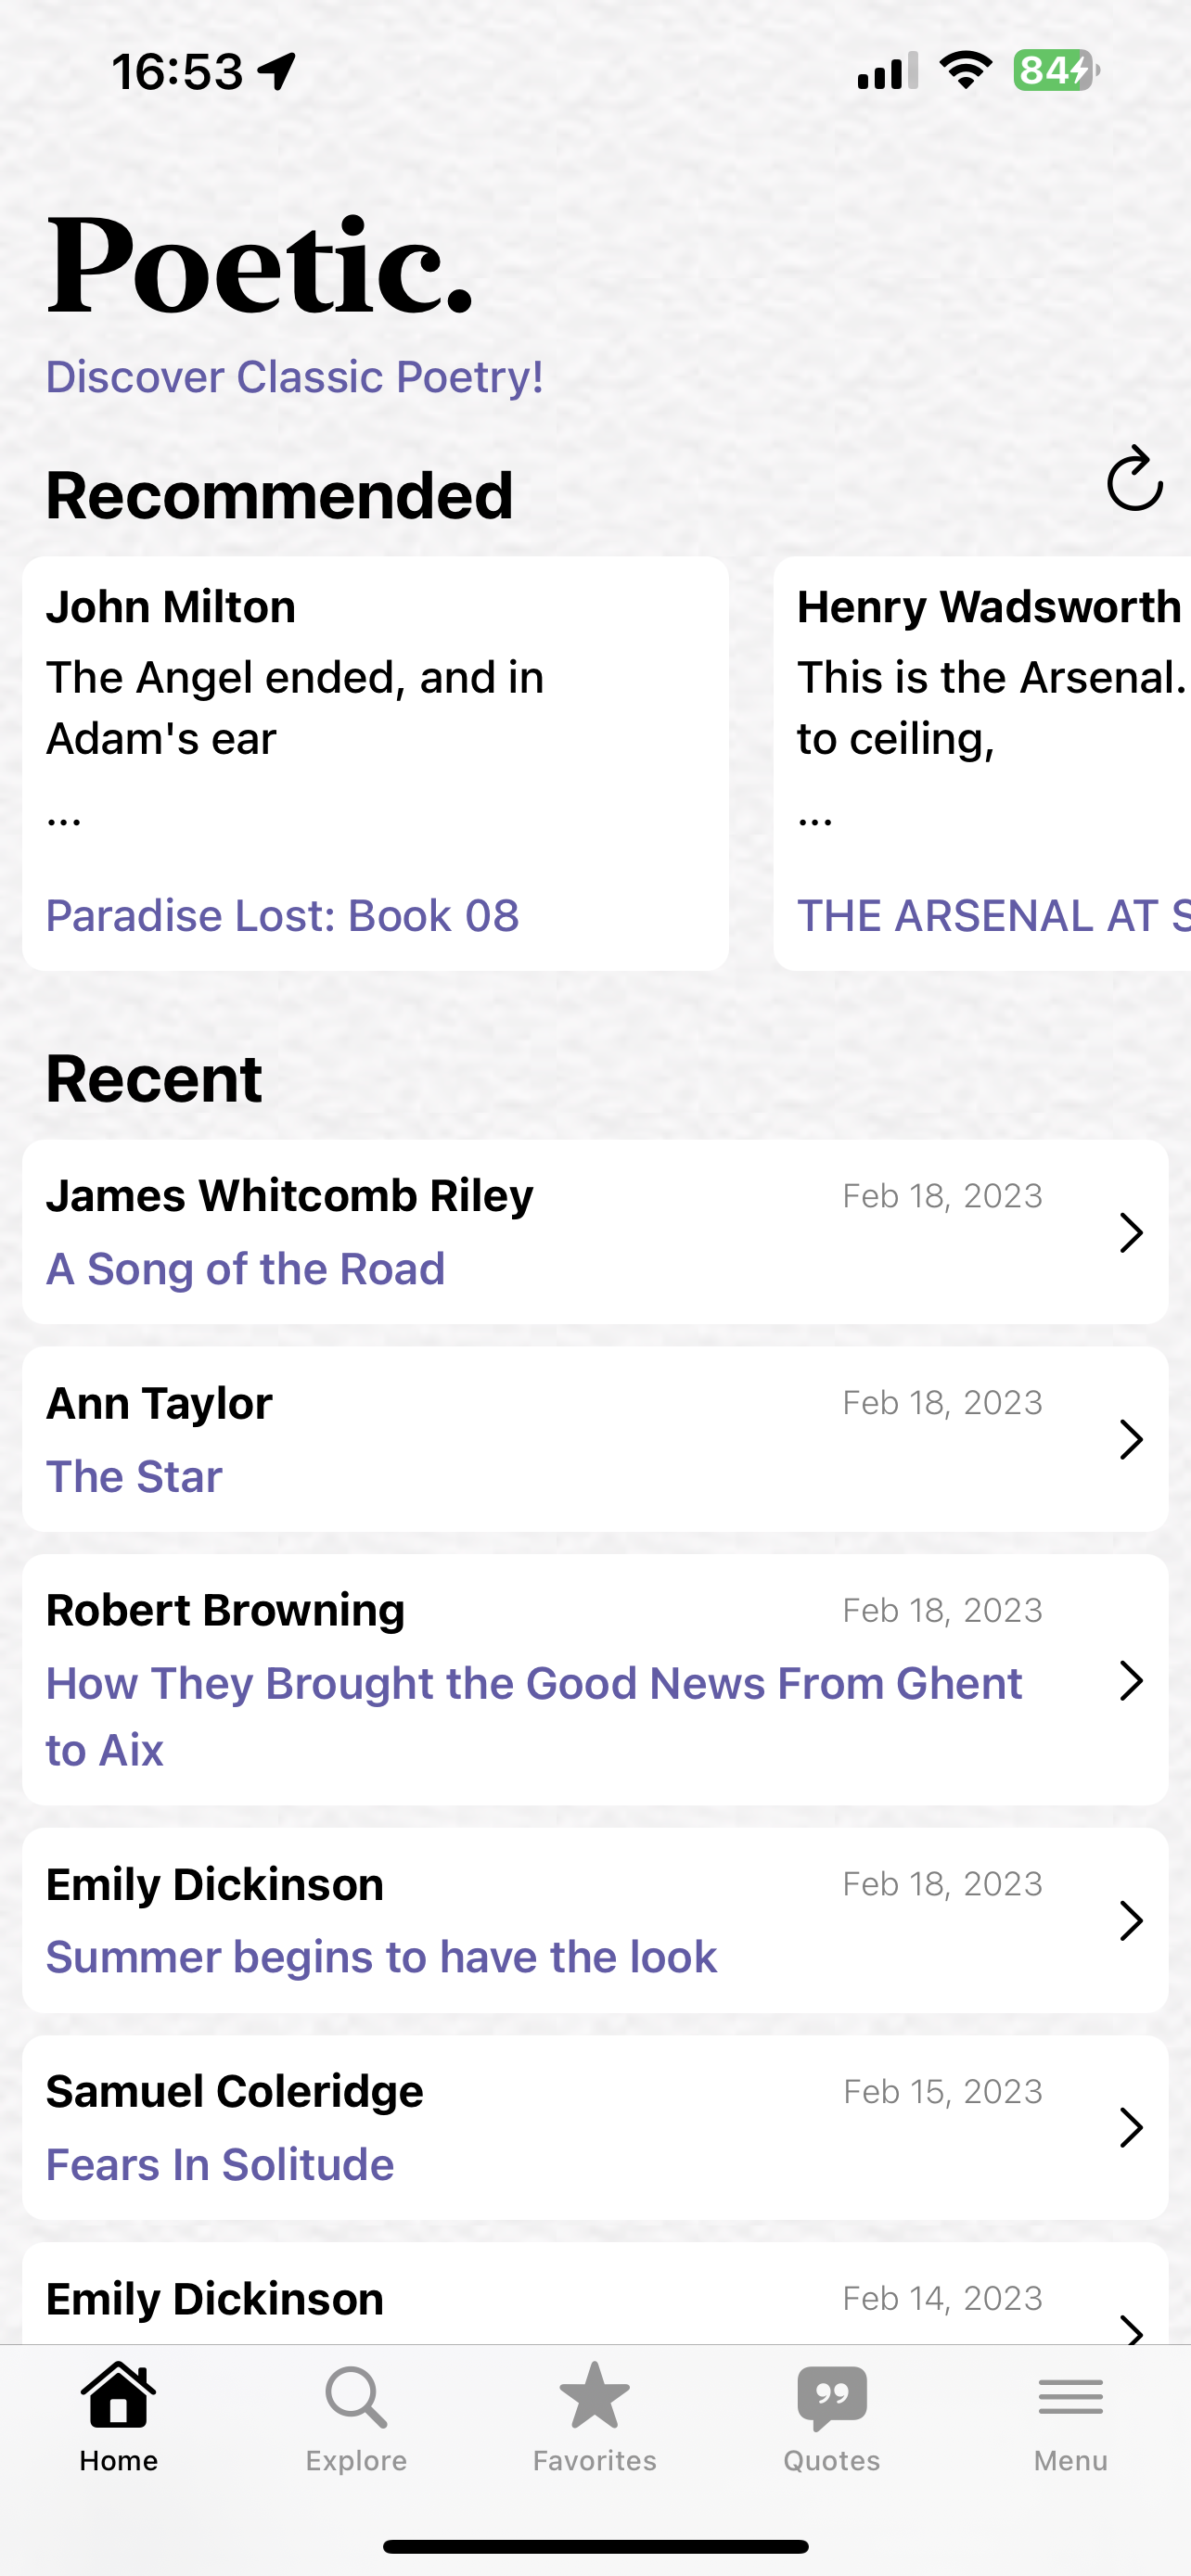 16:53
84
Poetic.
Discover Classic Poetry!
Recommended
John Milton
The Angel ended, and in
Adam's ear
...
Paradise Lost: Book 08
Henry Wadsworth
This is the Arsenal.
to ceiling,
...
THE ARSENAL AT S
Recent
James Whitcomb Riley
Feb 18, 2023
A Song of the Road
Ann Taylor
Feb 18, 2023
The Star
Robert Browning
Feb 18, 2023
How They Brought the Good News From Ghent
to Aix
Emily Dickinson
Feb 18, 2023
Summer begins to have the look
Samuel Coleridge
Feb 15, 2023
Fears In Solitude
Emily Dickinson
Feb 14, 2023
Home
Explore
Favorites
Quotes
Menu